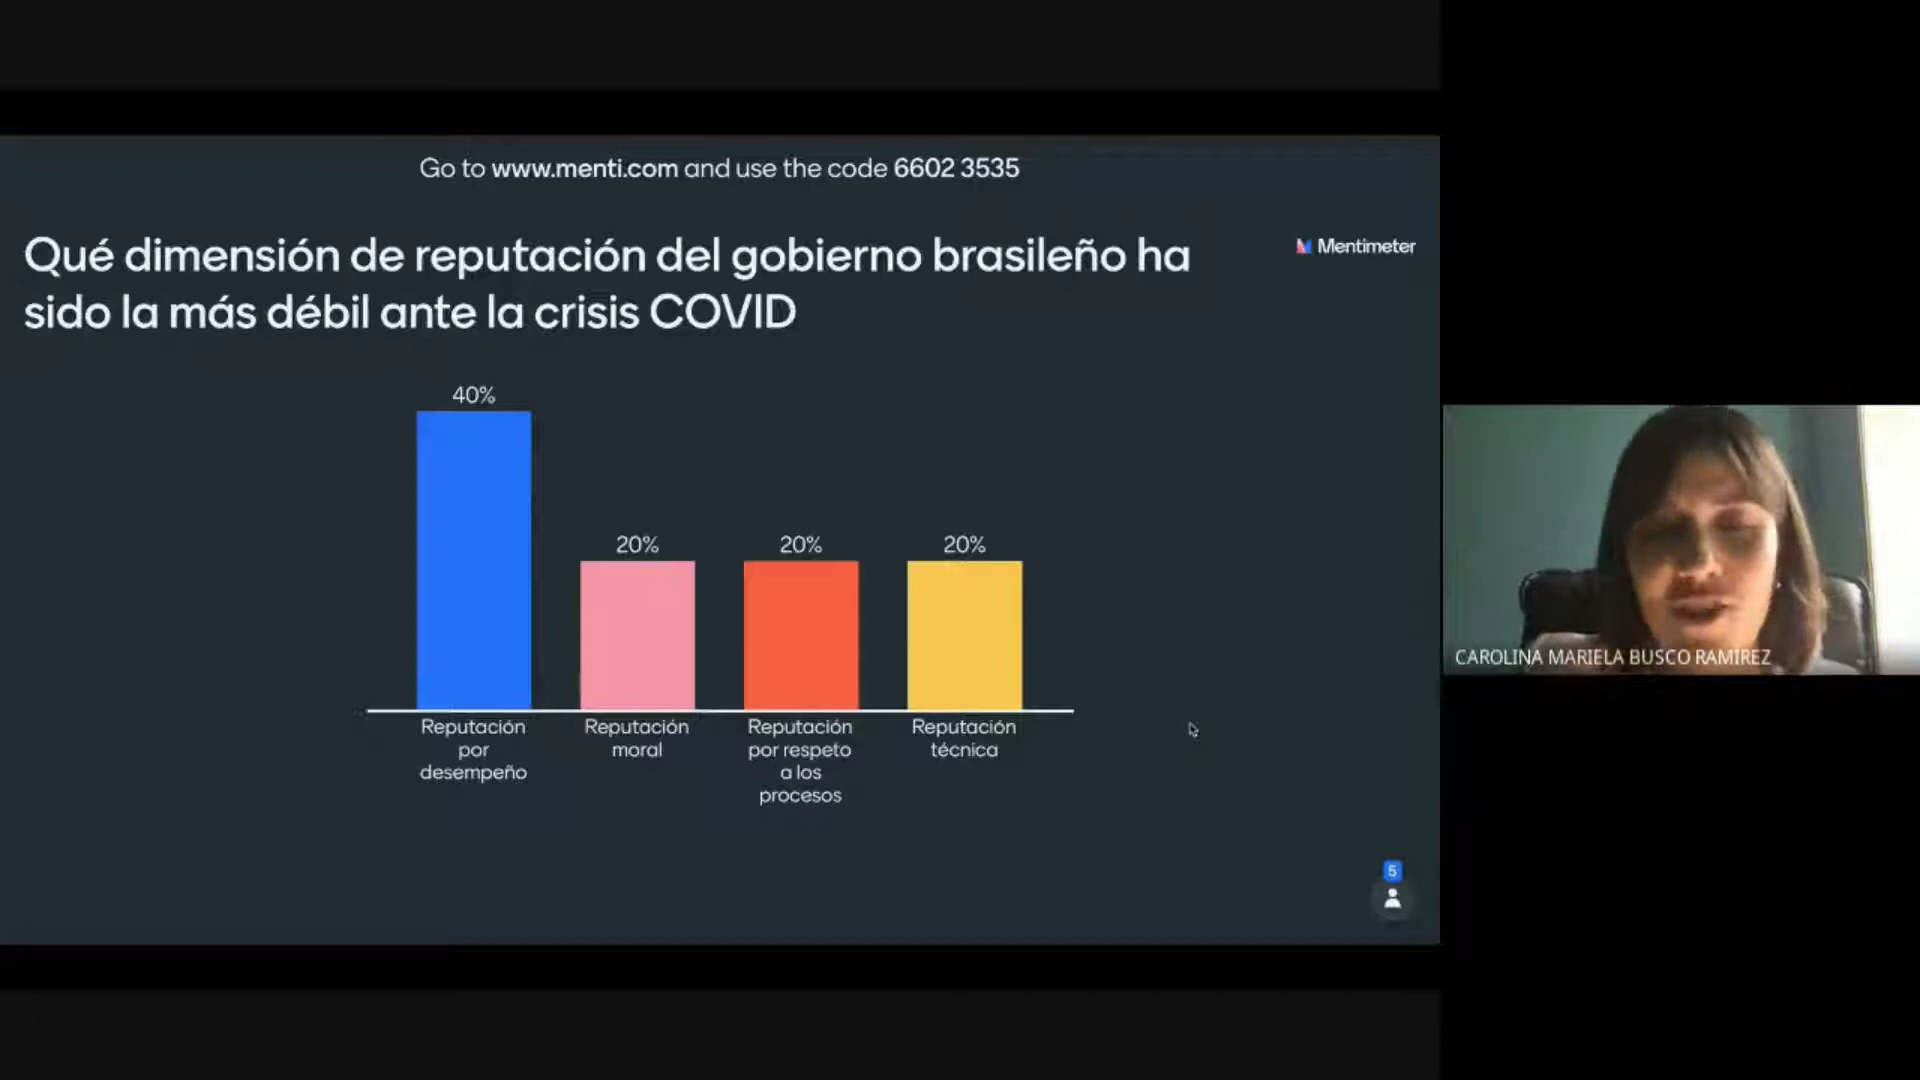 Go to www.menti.com and use the code 6602 3535
Qué dimensión de reputación del gobierno brasileño ha
sido la más débil ante la crisis COVID
Mentimeter
40%
20%
20%
20%
Reputación
por
desempeño
Reputación
moral
Reputación
por respeto
a los
procesos
Reputación
técnica
5
CAROLINA MARIELA BUSCO RAMIREZ